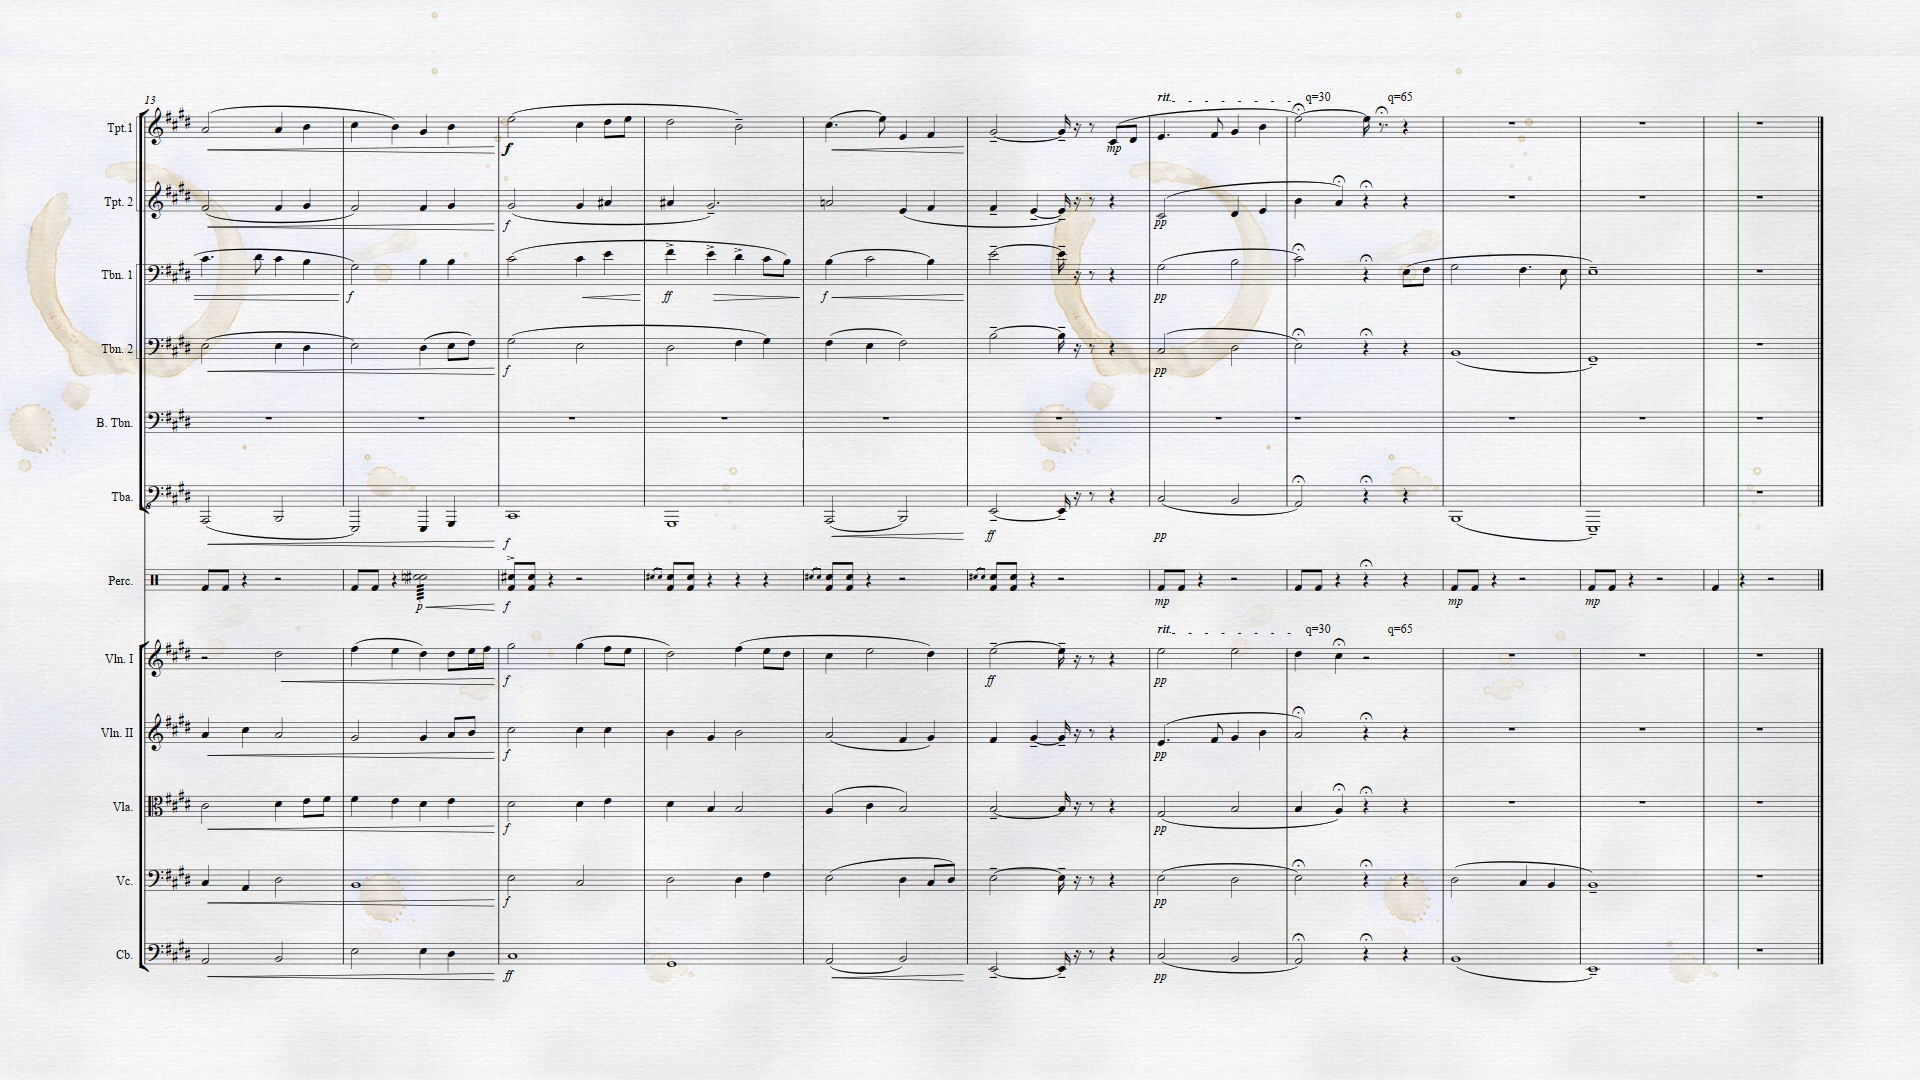 13
rit. q=30 q=65
Tpt.1
f mp
Tpt. 2
f pp
Tbn. 1
f ff f pp
Tbn. 2
f pp
B. Tbn.
Tba.
8
f ff pp
Perc.
p f mp mp mp
rit. q=30 q=65
Vln. I
f ff pp
Vln. II
f pp
Vla.
f pp
Vc.
f pp
Cb.
ff pp